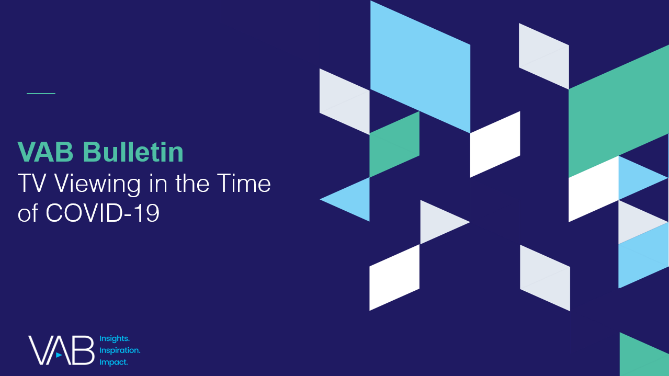 VAB Bulletin
TV Viewing in the Time
of COVID-19
VAB
Insights.
Inspiration.
Impact.